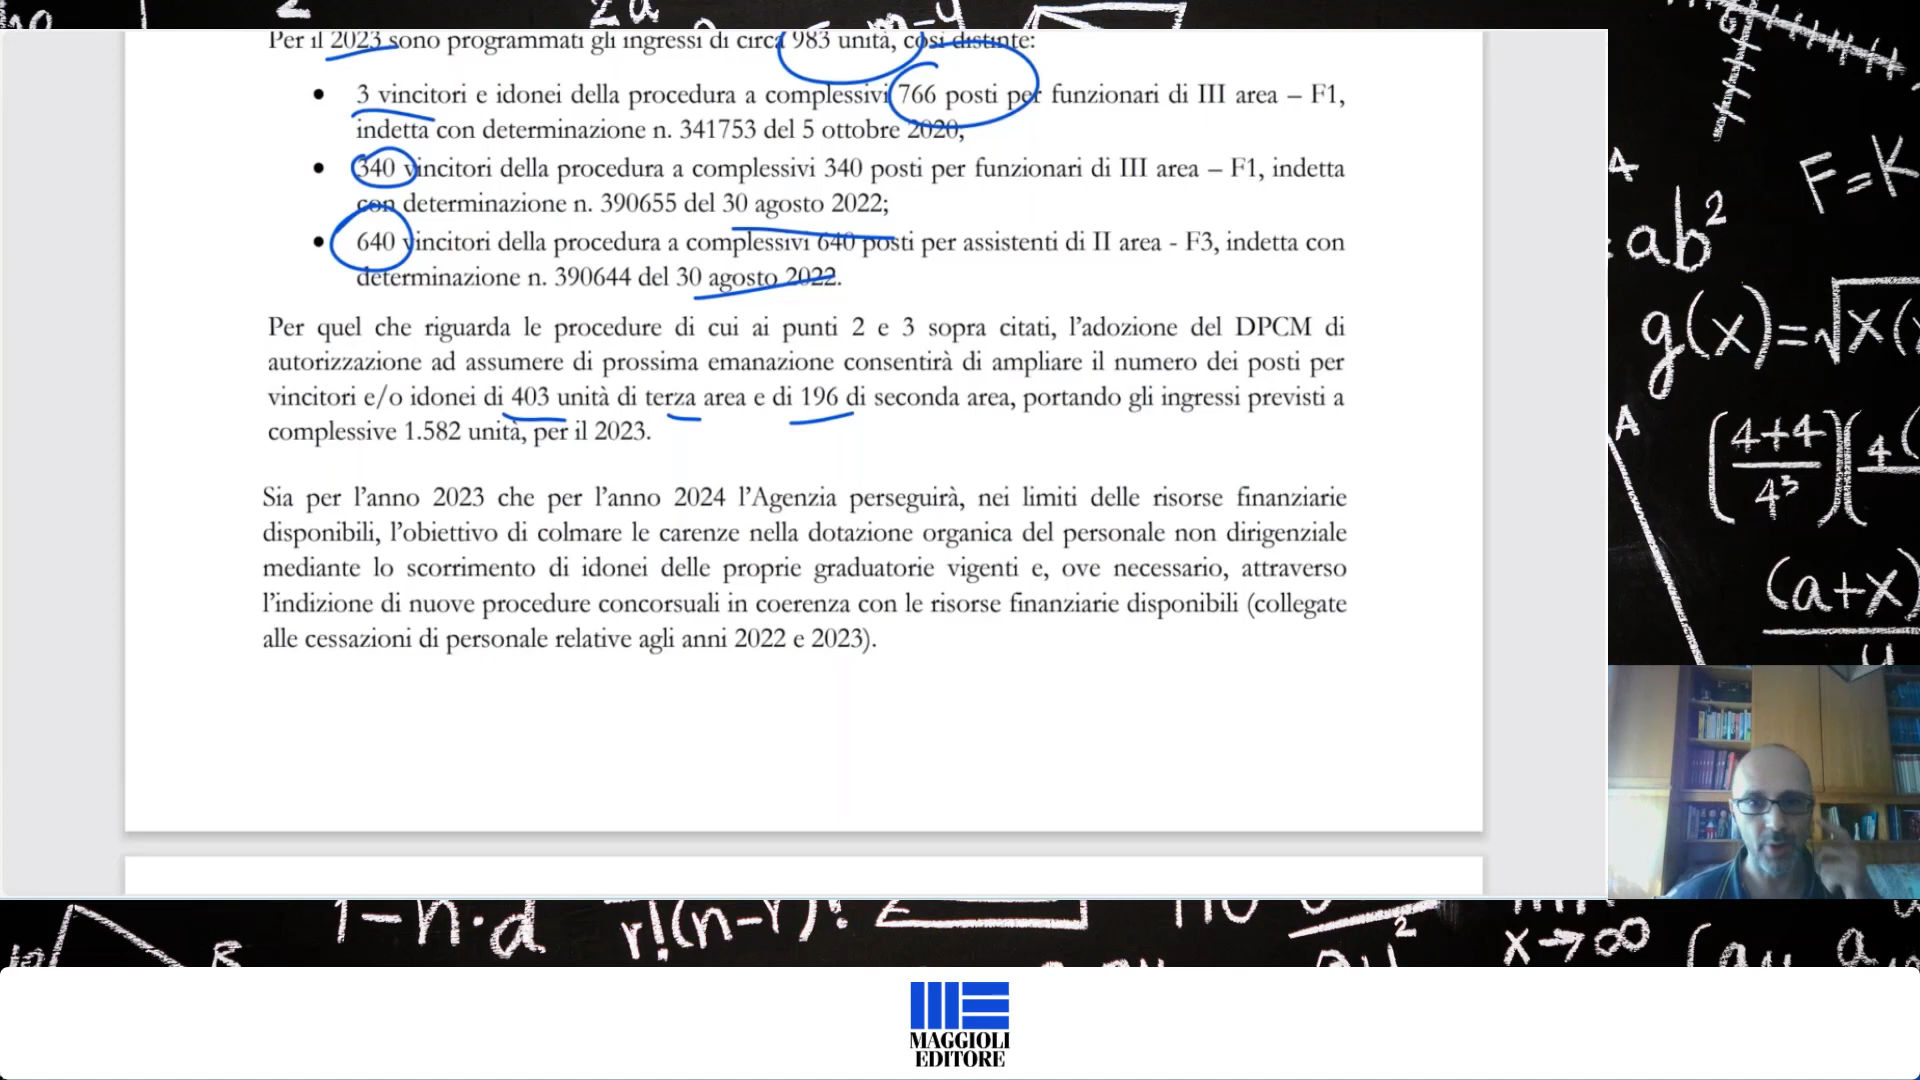 Per il 2023 sono programmati gli ingressi di circa 983 unità, così distinte:
• 3 vincitori e idonei della procedura a complessivi 766 posti per funzionari di III area – F1,
indetta con determinazione n. 341753 del 5 ottobre 2020;
• 340 vincitori della procedura a complessivi 340 posti per funzionari di III area – F1, indetta
con determinazione n. 390655 del 30 agosto 2022;
• 640 vincitori della procedura a complessivi 640 posti per assistenti di II area - F3, indetta con
determinazione n. 390644 del 30 agosto 2022.
Per quel che riguarda le procedure di cui ai punti 2 e 3 sopra citati, l’adozione del DPCM di
autorizzazione ad assumere di prossima emanazione consentirà di ampliare il numero dei posti per
vincitori e/o idonei di 403 unità di terza area e di 196 di seconda area, portando gli ingressi previsti a
complessive 1.582 unità, per il 2023.
Sia per l’anno 2023 che per l’anno 2024 l’Agenzia perseguirà, nei limiti delle risorse finanziarie
disponibili, l’obiettivo di colmare le carenze nella dotazione organica del personale non dirigenziale
mediante lo scorrimento di idonei delle proprie graduatorie vigenti e, ove necessario, attraverso
l’indizione di nuove procedure concorsuali in coerenza con le risorse finanziarie disponibili (collegate
alle cessazioni di personale relative agli anni 2022 e 2023).
F=K
ab²
g(x)=√x(
A
(4+4/4³)(4(
(a+x)
1-n·d
r!(n-r)!
x→∞
MAGGIOLI
EDITORE